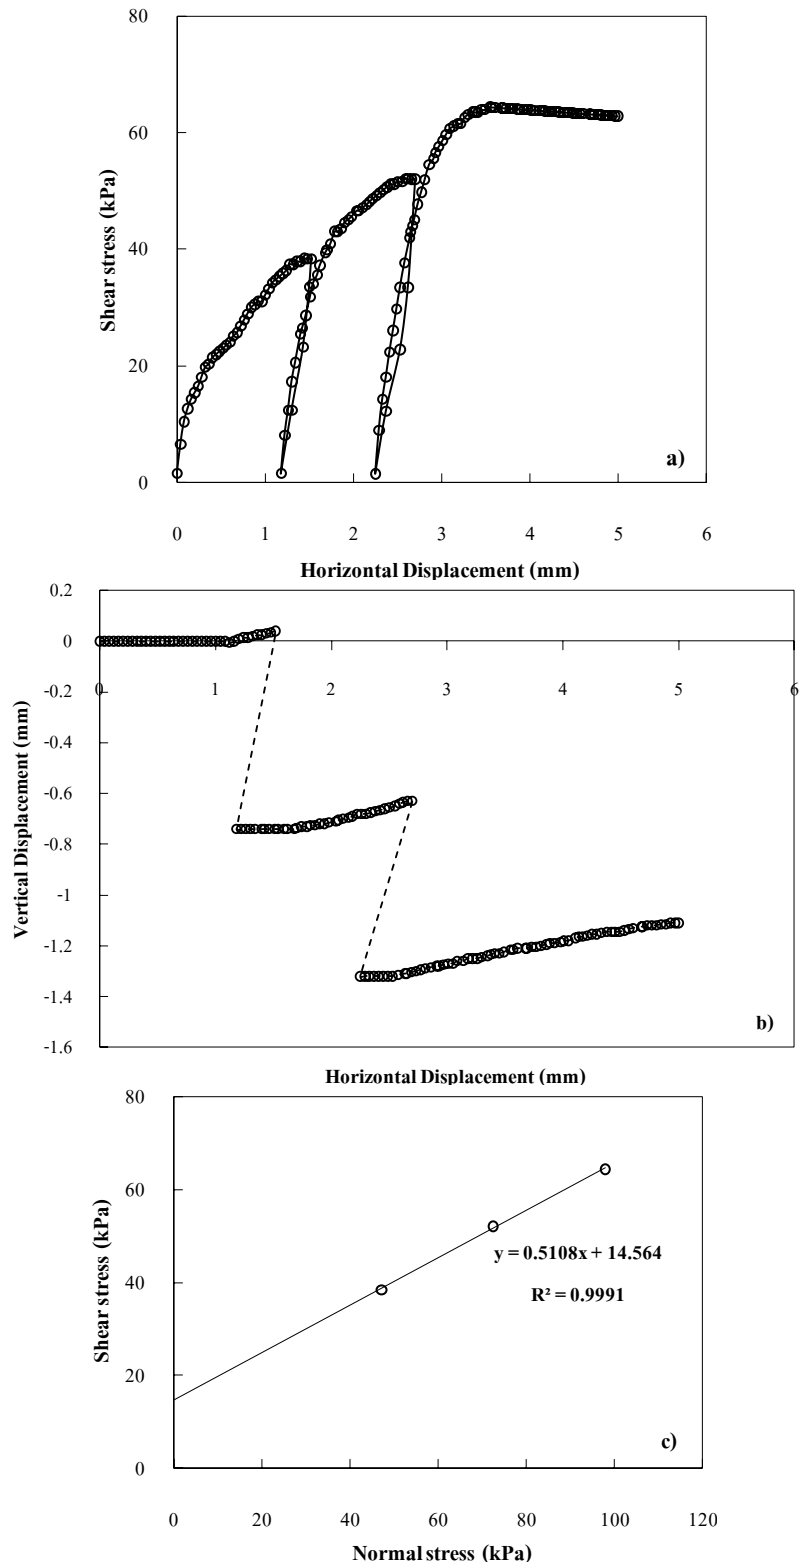 80
60
40
20
0
Shear stress (kPa)
a)
0 1 2 3 4 5 6
Horizontal Displacement (mm)
0.2
0
-0.2
-0.4
-0.6
-0.8
-1
-1.2
-1.4
-1.6
0 1 2 3 4 5 6
Vertical Displacement (mm)
b)
Horizontal Displacement (mm)
80
60
40
20
0
Shear stress (kPa)
y = 0.5108x + 14.564
R² = 0.9991
c)
0 20 40 60 80 100 120
Normal stress (kPa)